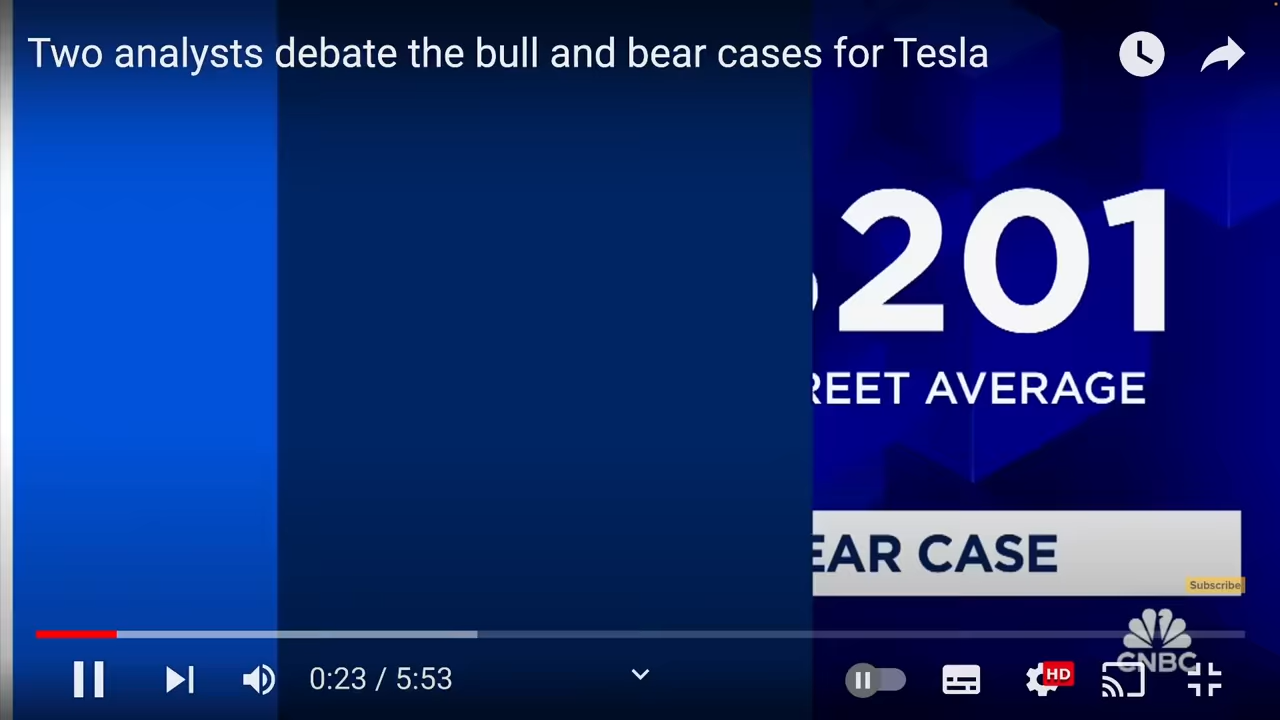 Two analysts debate the bull and bear cases for Tesla
201
REET AVERAGE
EAR CASE
Subscribe
CNBC
0:23 / 5:53
HD